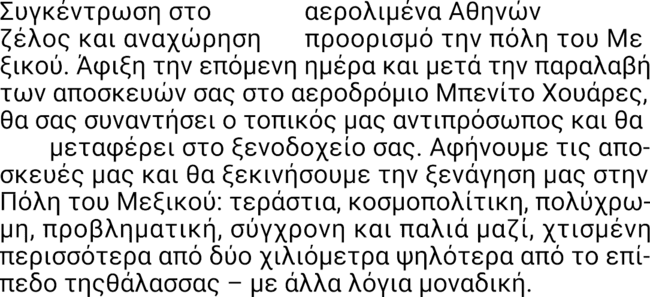 Συγκέντρωση στο αερολιμένα Αθηνών
ζέλος και αναχώρηση προορισμό την πόλη του Με
ξικού. Άφιξη την επόμενη ημέρα και μετά την παραλαβή
των αποσκευών σας στο αεροδρόμιο Μπενίτο Χουάρες,
θα σας συναντήσει ο τοπικός μας αντιπρόσωπος και θα
μεταφέρει στο ξενοδοχείο σας. Αφήνουμε τις απο-
σκευές μας και θα ξεκινήσουμε την ξενάγηση μας στην
Πόλη του Μεξικού: τεράστια, κοσμοπολίτικη, πολύχρω-
μη, προβληματική, σύγχρονη και παλιά μαζί, χτισμένη
περισσότερα από δύο χιλιόμετρα ψηλότερα από το επί-
πεδο τηςθάλασσας – με άλλα λόγια μοναδική.